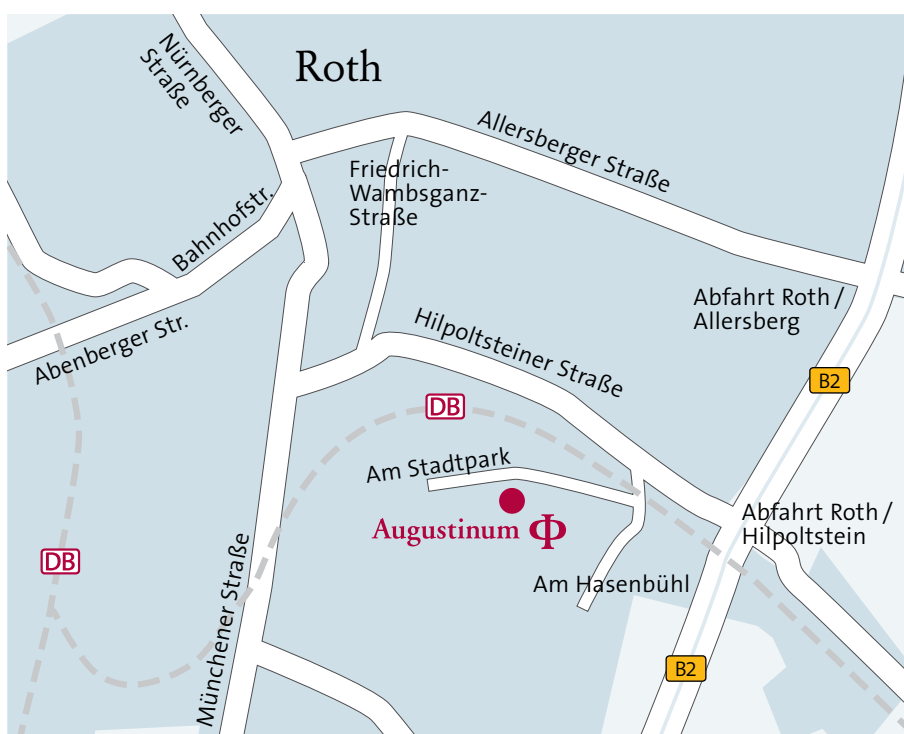 Roth
Nürnberger
Straße
Allersberger Straße
Friedrich-
Wambsganz-
Straße
Bahnhofstr.
Abfahrt Roth /
Allersberg
Abenberger Str.
Hilpoltsteiner Straße
B2
DB
Am Stadtpark
Augustinum Φ
Abfahrt Roth /
Hilpoltstein
DB
Am Hasenbühl
Münchener Straße
B2